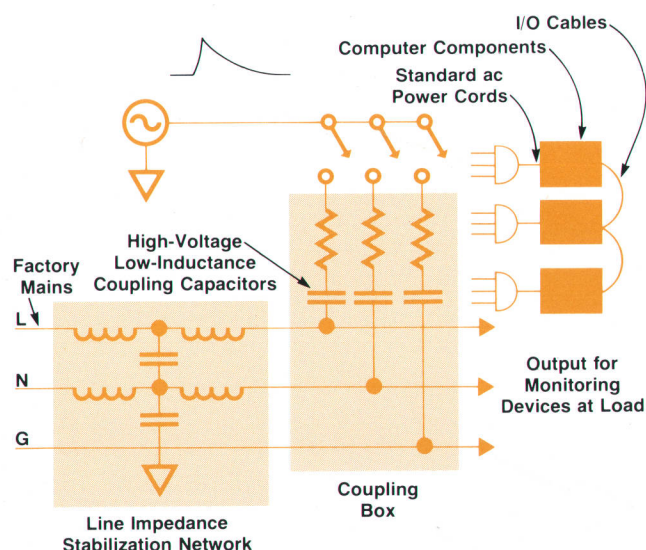 I/O Cables
Computer Components
Standard ac
Power Cords
High-Voltage
Low-Inductance
Coupling Capacitors
Factory
Mains
L
N
G
Output for
Monitoring
Devices at Load
Coupling
Box
Line Impedance
Stabilization Network